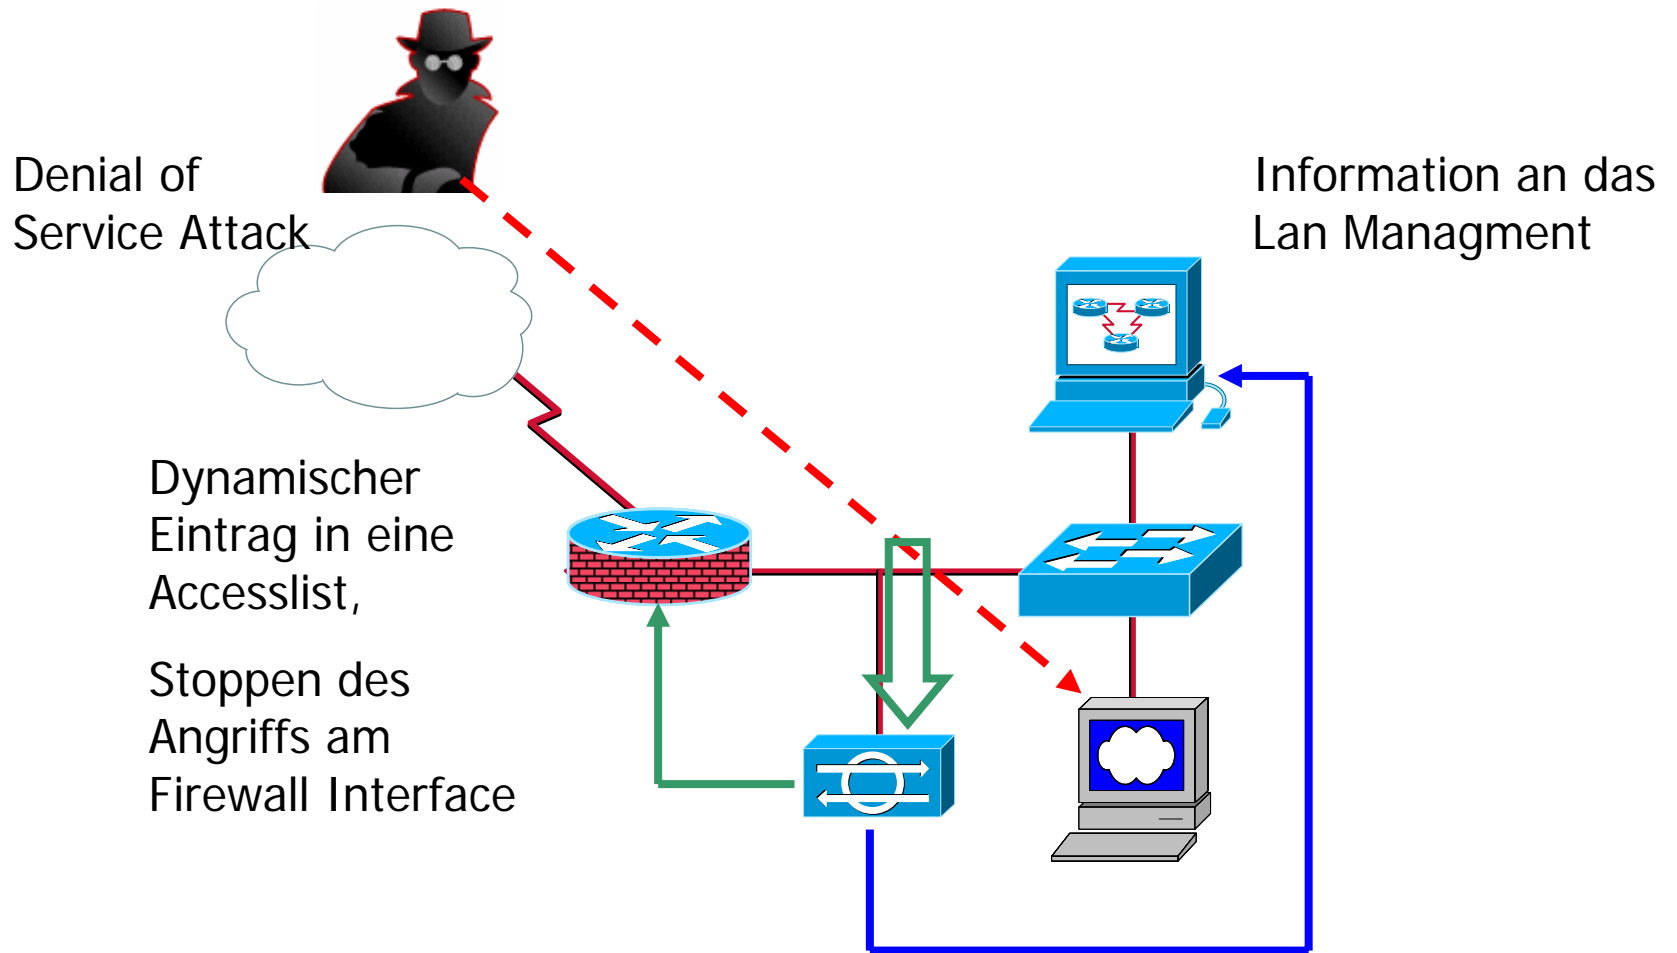 Denial of
Service Attack
Information an das
Lan Managment
Dynamischer
Eintrag in eine
Accesslist,
Stoppen des
Angriffs am
Firewall Interface